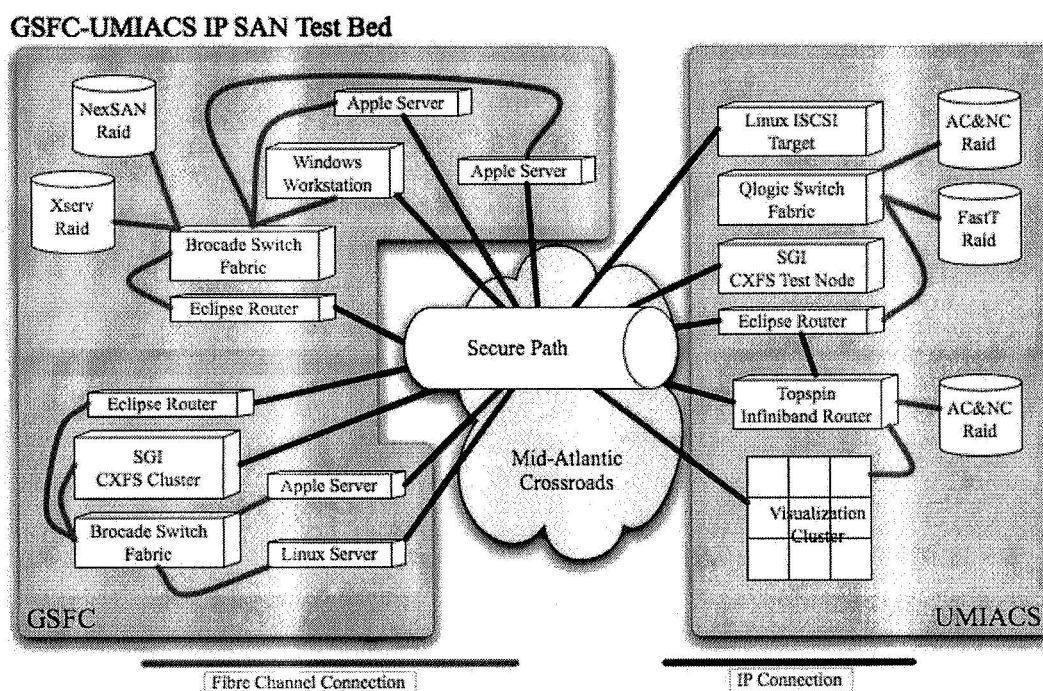 GSFC-UMIACS IP SAN Test Bed
NexSAN
Raid
Xserv
Raid
Apple Server
Windows
Workstation
Apple Server
Brocade Switch
Fabric
Eclipse Router
Eclipse Router
SGI
CXFS Cluster
Apple Server
Brocade Switch
Fabric
Linux Server
GSFC
Secure Path
Mid-Atlantic
Crossroads
Linux ISCSI
Target
AC&NC
Raid
Qlogic Switch
Fabric
FastT
Raid
SGI
CXFS Test Node
Eclipse Router
Topspin
Infiniband Router
AC&NC
Raid
Visualization
Cluster
UMIACS
Fibre Channel Connection
IP Connection